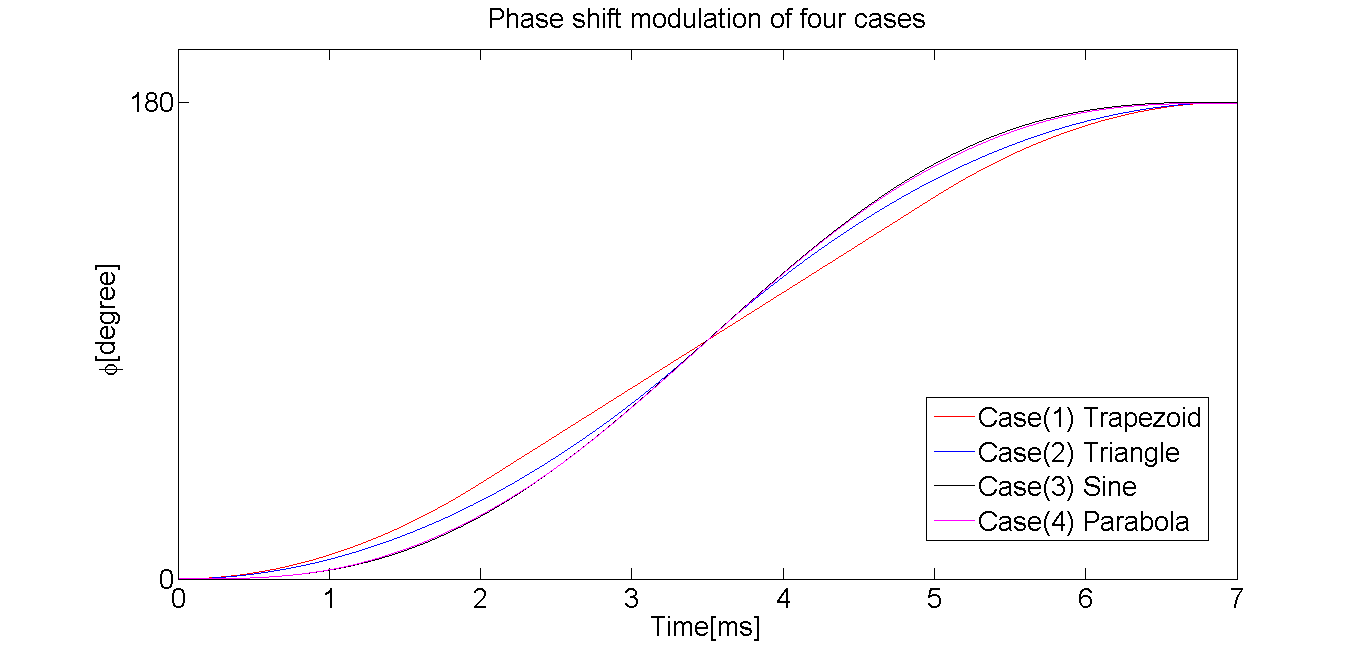 Phase shift modulation of four cases
180
ϕ[degree]
Case(1) Trapezoid
Case(2) Triangle
Case(3) Sine
Case(4) Parabola
0
0 1 2 3 4 5 6 7
Time[ms]